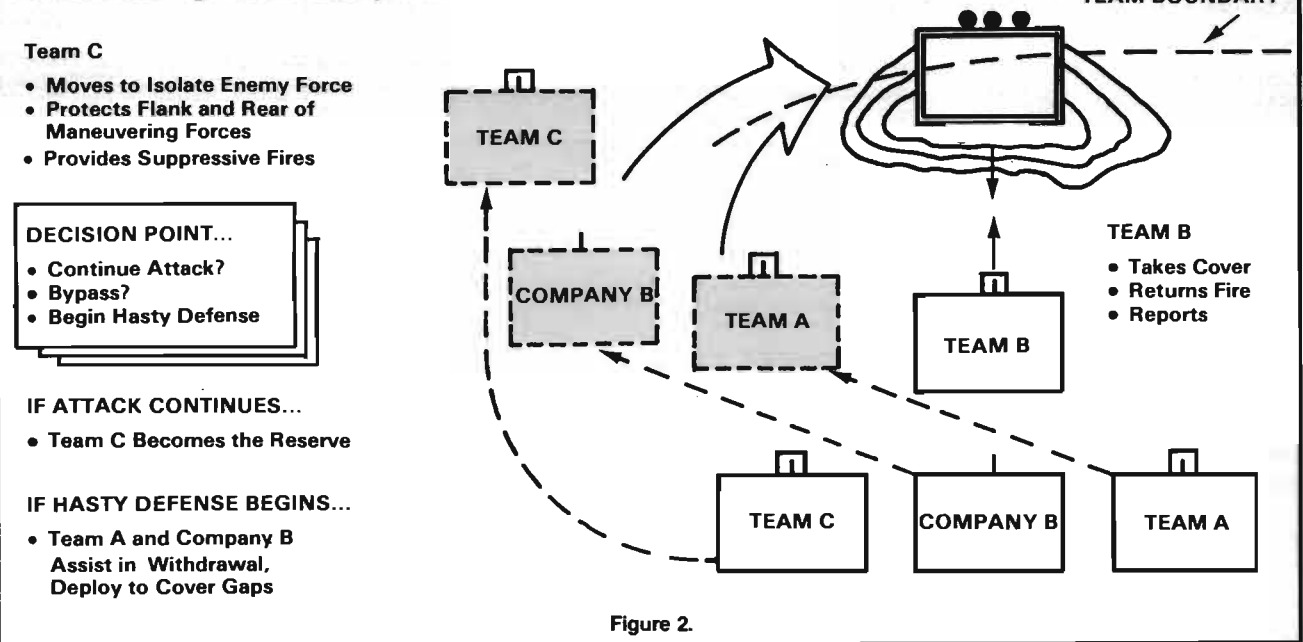 TEAM BOUNDARY
Team C
• Moves to Isolate Enemy Force
• Protects Flank and Rear of
Maneuvering Forces
• Provides Suppressive Fires
DECISION POINT...
• Continue Attack?
• Bypass?
• Begin Hasty Defense
IF ATTACK CONTINUES...
• Team C Becomes the Reserve
IF HASTY DEFENSE BEGINS...
• Team A and Company B
Assist in Withdrawal,
Deploy to Cover Gaps
TEAM C
COMPANY B
TEAM A
TEAM B
TEAM B
• Takes Cover
• Returns Fire
• Reports
TEAM C
COMPANY B
TEAM A
Figure 2.